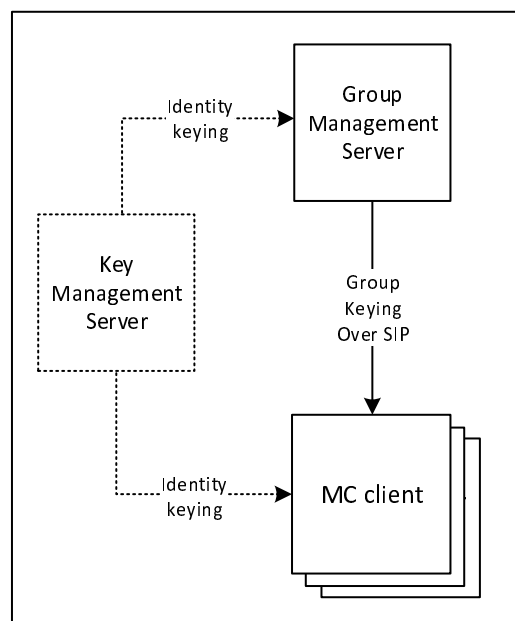 Identity
keying
Group
Management
Server
Key
Management
Server
Group
Keying
Over SIP
Identity
keying
MC client